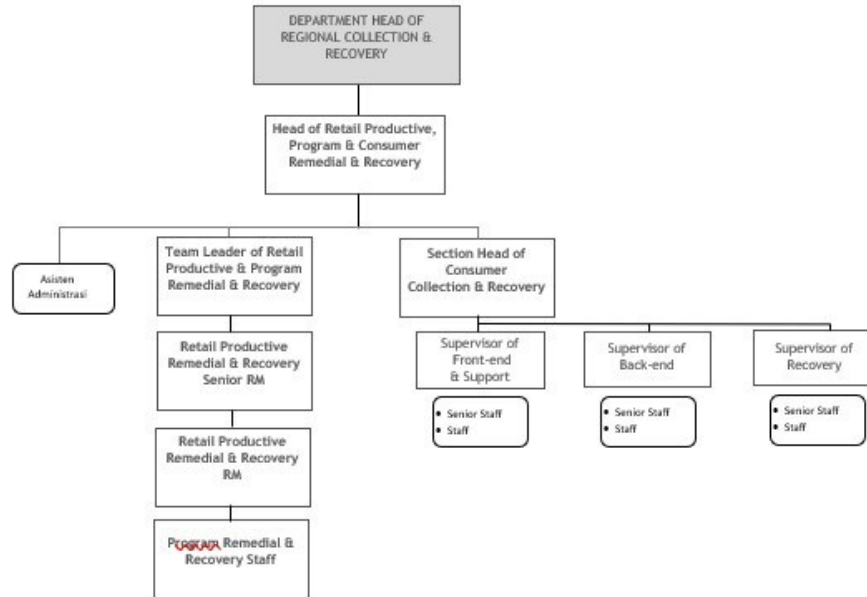 DEPARTMENT HEAD OF
REGIONAL COLLECTION &
RECOVERY
Head of Retail Productive,
Program & Consumer
Remedial & Recovery
Asisten
Administrasi
Team Leader of Retail
Productive & Program
Remedial & Recovery
Section Head of
Consumer
Collection & Recovery
Retail Productive
Remedial & Recovery
Senior RM
Supervisor of
Front-end
& Support
Supervisor of
Back-end
Supervisor of
Recovery
• Senior Staff
• Staff
• Senior Staff
• Staff
• Senior Staff
• Staff
Retail Productive
Remedial & Recovery
RM
Program Remedial &
Recovery Staff